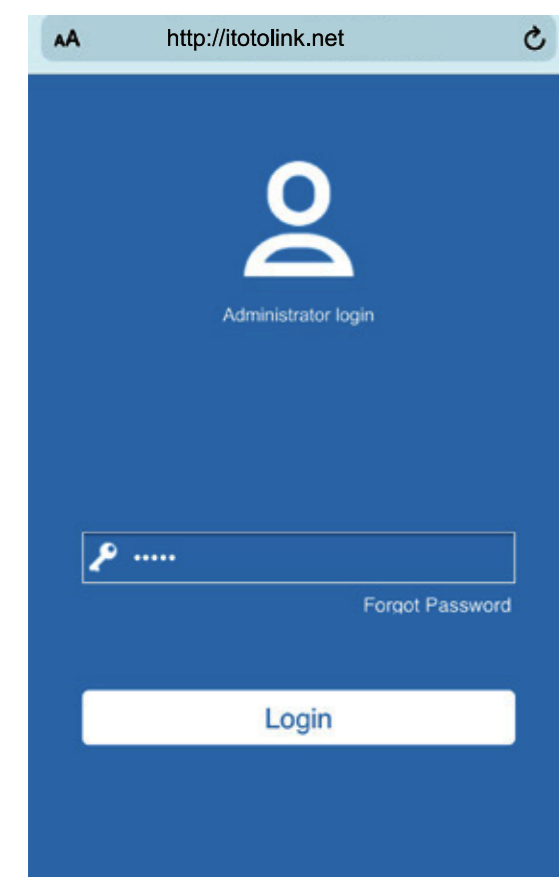 AA http://itotolink.net
Administrator login
•••••
Forgot Password
Login